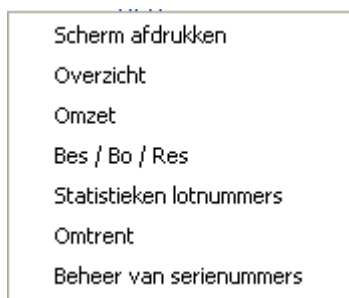 Scherm afdrukken
Overzicht
Omzet
Bes / Bo / Res
Statistieken lotnummers
Omtrent
Beheer van serienummers